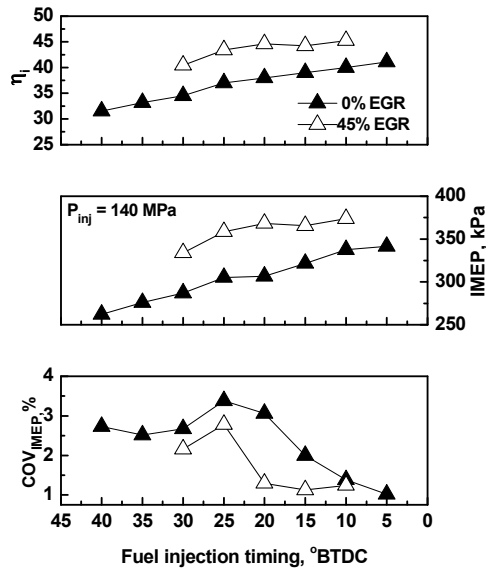 50
45
40
35
30
25
η_i
0% EGR
45% EGR
P_inj = 140 MPa
400
350
300
250
IMEP, kPa
4
3
2
1
COV_IMEP,%
45 40 35 30 25 20 15 10 5 0
Fuel injection timing, °BTDC